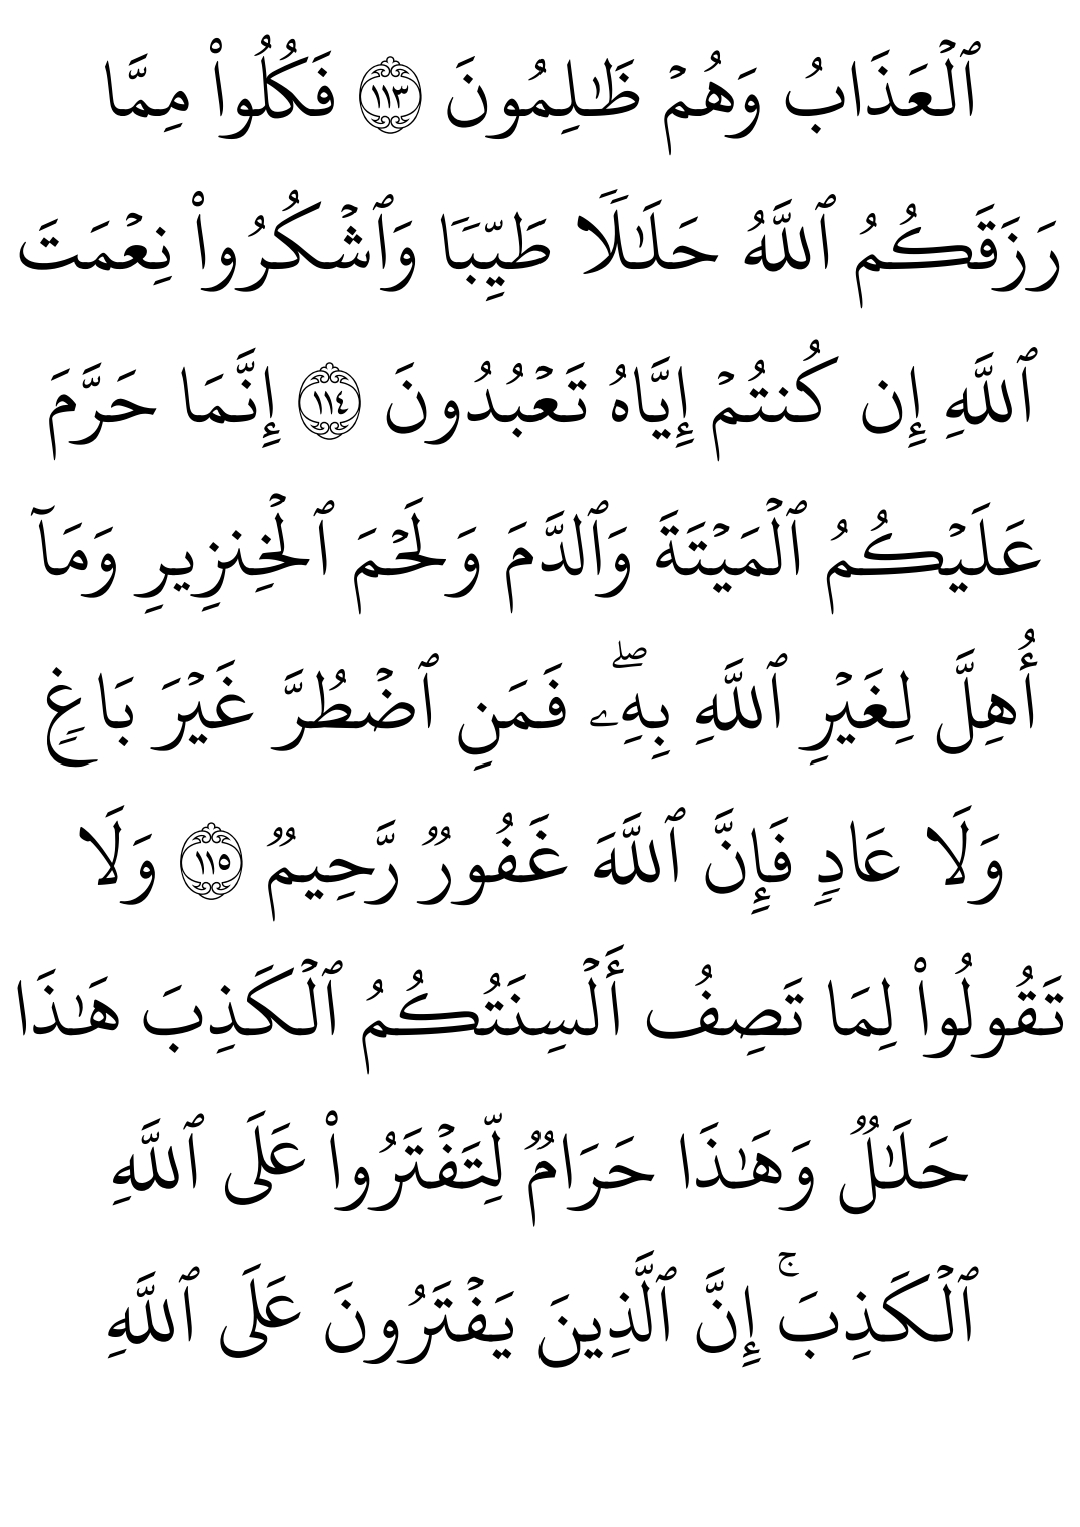 ٱلۡعَذَابُ وَهُمۡ ظَٰلِمُونَ ١١٣ فَكُلُواْ مِمَّا
رَزَقَكُمُ ٱللَّهُ حَلَٰلٗا طَيِّبٗا وَٱشۡكُرُواْ نِعۡمَتَ
ٱللَّهِ إِن كُنتُمۡ إِيَّاهُ تَعۡبُدُونَ ١١٤ إِنَّمَا حَرَّمَ
عَلَيۡكُمُ ٱلۡمَيۡتَةَ وَٱلدَّمَ وَلَحۡمَ ٱلۡخِنزِيرِ وَمَآ
أُهِلَّ لِغَيۡرِ ٱللَّهِ بِهِۦۖ فَمَنِ ٱضۡطُرَّ غَيۡرَ بَاغٖ
وَلَا عَادٖ فَإِنَّ ٱللَّهَ غَفُورٞ رَّحِيمٞ ١١٥ وَلَا
تَقُولُواْ لِمَا تَصِفُ أَلۡسِنَتُكُمُ ٱلۡكَذِبَ هَٰذَا
حَلَٰلٞ وَهَٰذَا حَرَامٞ لِّتَفۡتَرُواْ عَلَى ٱللَّهِ
ٱلۡكَذِبَۚ إِنَّ ٱلَّذِينَ يَفۡتَرُونَ عَلَى ٱللَّهِ